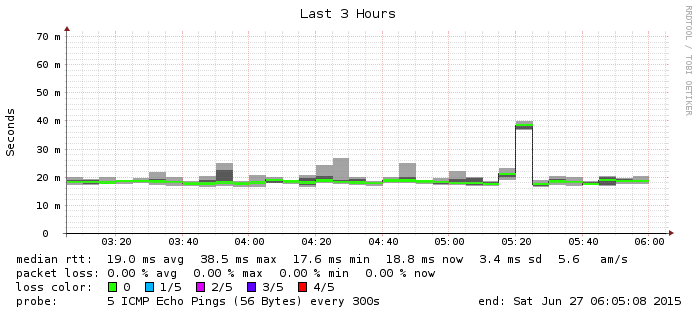 Last 3 Hours
RRDTOOL / TOBI OETIKER
Seconds
70 m
60 m
50 m
40 m
30 m
20 m
10 m
0
03:20 03:40 04:00 04:20 04:40 05:00 05:20 05:40 06:00
median rtt: 19.0 ms avg 38.5 ms max 17.6 ms min 18.8 ms now 3.4 ms sd 5.6 am/s
packet loss: 0.00 % avg 0.00 % max 0.00 % min 0.00 % now
loss color: 0 1/5 2/5 3/5 4/5
probe: 5 ICMP Echo Pings (56 Bytes) every 300s end: Sat Jun 27 06:05:08 2015